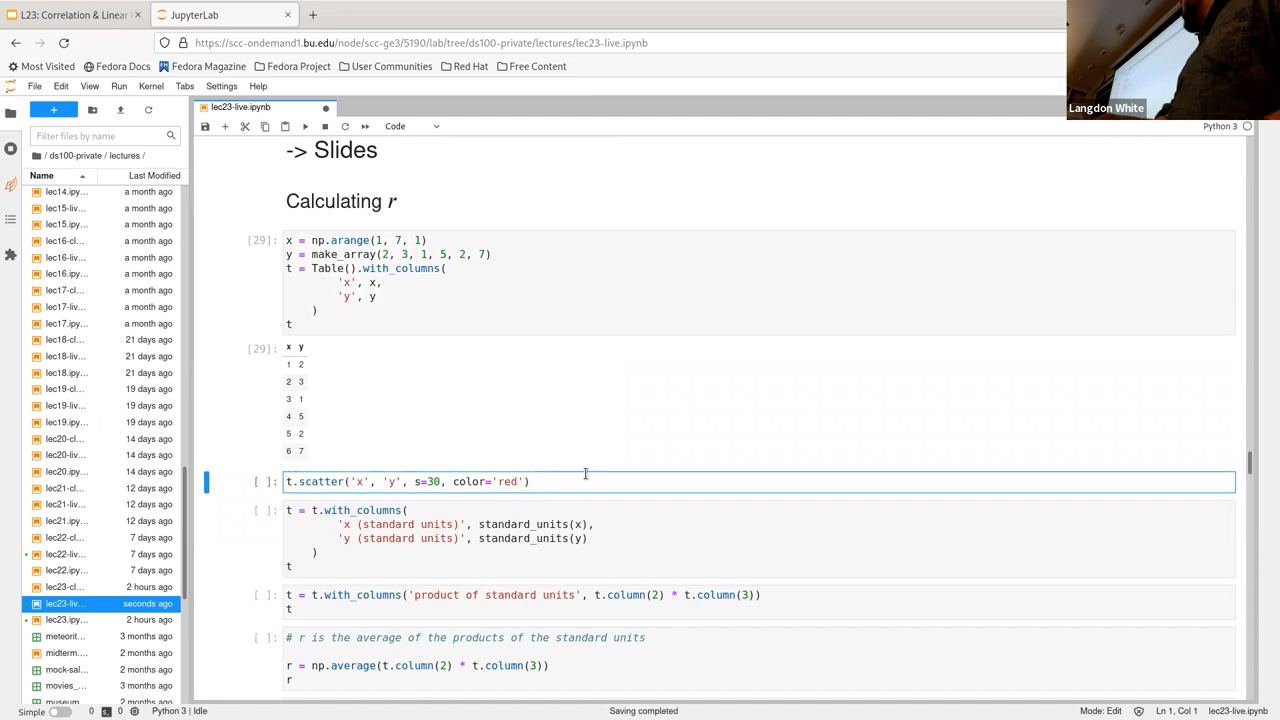 L23: Correlation & Linear
JupyterLab
https://scc-ondemand1.bu.edu/node/scc-ge3/5190/lab/tree/ds100-private/lectures/lec23-live.ipynb
Most Visited Fedora Docs Fedora Magazine Fedora Project User Communities Red Hat Free Content
Langdon White
File Edit View Run Kernel Tabs Settings Help
lec23-live.ipynb
Code
Python 3
Filter files by name
/ ds100-private / lectures /
Name Last Modified
lec14.ipy... a month ago
lec15-liv... a month ago
lec15.ipy... a month ago
lec16-cl... a month ago
lec16-liv... a month ago
lec16.ipy... a month ago
lec17-cl... a month ago
lec17-liv... a month ago
lec17.ipy... a month ago
lec18-cl... 21 days ago
lec18-liv... 21 days ago
lec18.ipy... 21 days ago
lec19-cl... 19 days ago
lec19-liv... 19 days ago
lec19.ipy... 19 days ago
lec20-cl... 14 days ago
lec20-liv... 14 days ago
lec20.ipy... 14 days ago
lec21-cl... 12 days ago
lec21-liv... 12 days ago
lec21.ipy... 12 days ago
lec22-cl... 7 days ago
lec22-liv... 7 days ago
lec22.ipy... 7 days ago
lec23-cl... 2 hours ago
lec23-liv... seconds ago
lec23.ipy... 2 hours ago
meteorit... 3 months ago
midterm.... 2 months ago
mock-sal... 2 months ago
movies_... 3 months ago
museum 2 months ago
-> Slides
Calculating r
[29]: x = np.arange(1, 7, 1)
y = make_array(2, 3, 1, 5, 2, 7)
t = Table().with_columns(
'x', x,
'y', y
)
t
[29]: x y
1 2
2 3
3 1
4 5
5 2
6 7
[ ]: t.scatter('x', 'y', s=30, color='red')
[ ]: t = t.with_columns(
'x (standard units)', standard_units(x),
'y (standard units)', standard_units(y)
)
t
[ ]: t = t.with_columns('product of standard units', t.column(2) * t.column(3))
t
[ ]: # r is the average of the products of the standard units
r = np.average(t.column(2) * t.column(3))
r
Simple 0 1 Python 3 | Idle Saving completed Mode: Edit Ln 1, Col 1 lec23-live.ipynb